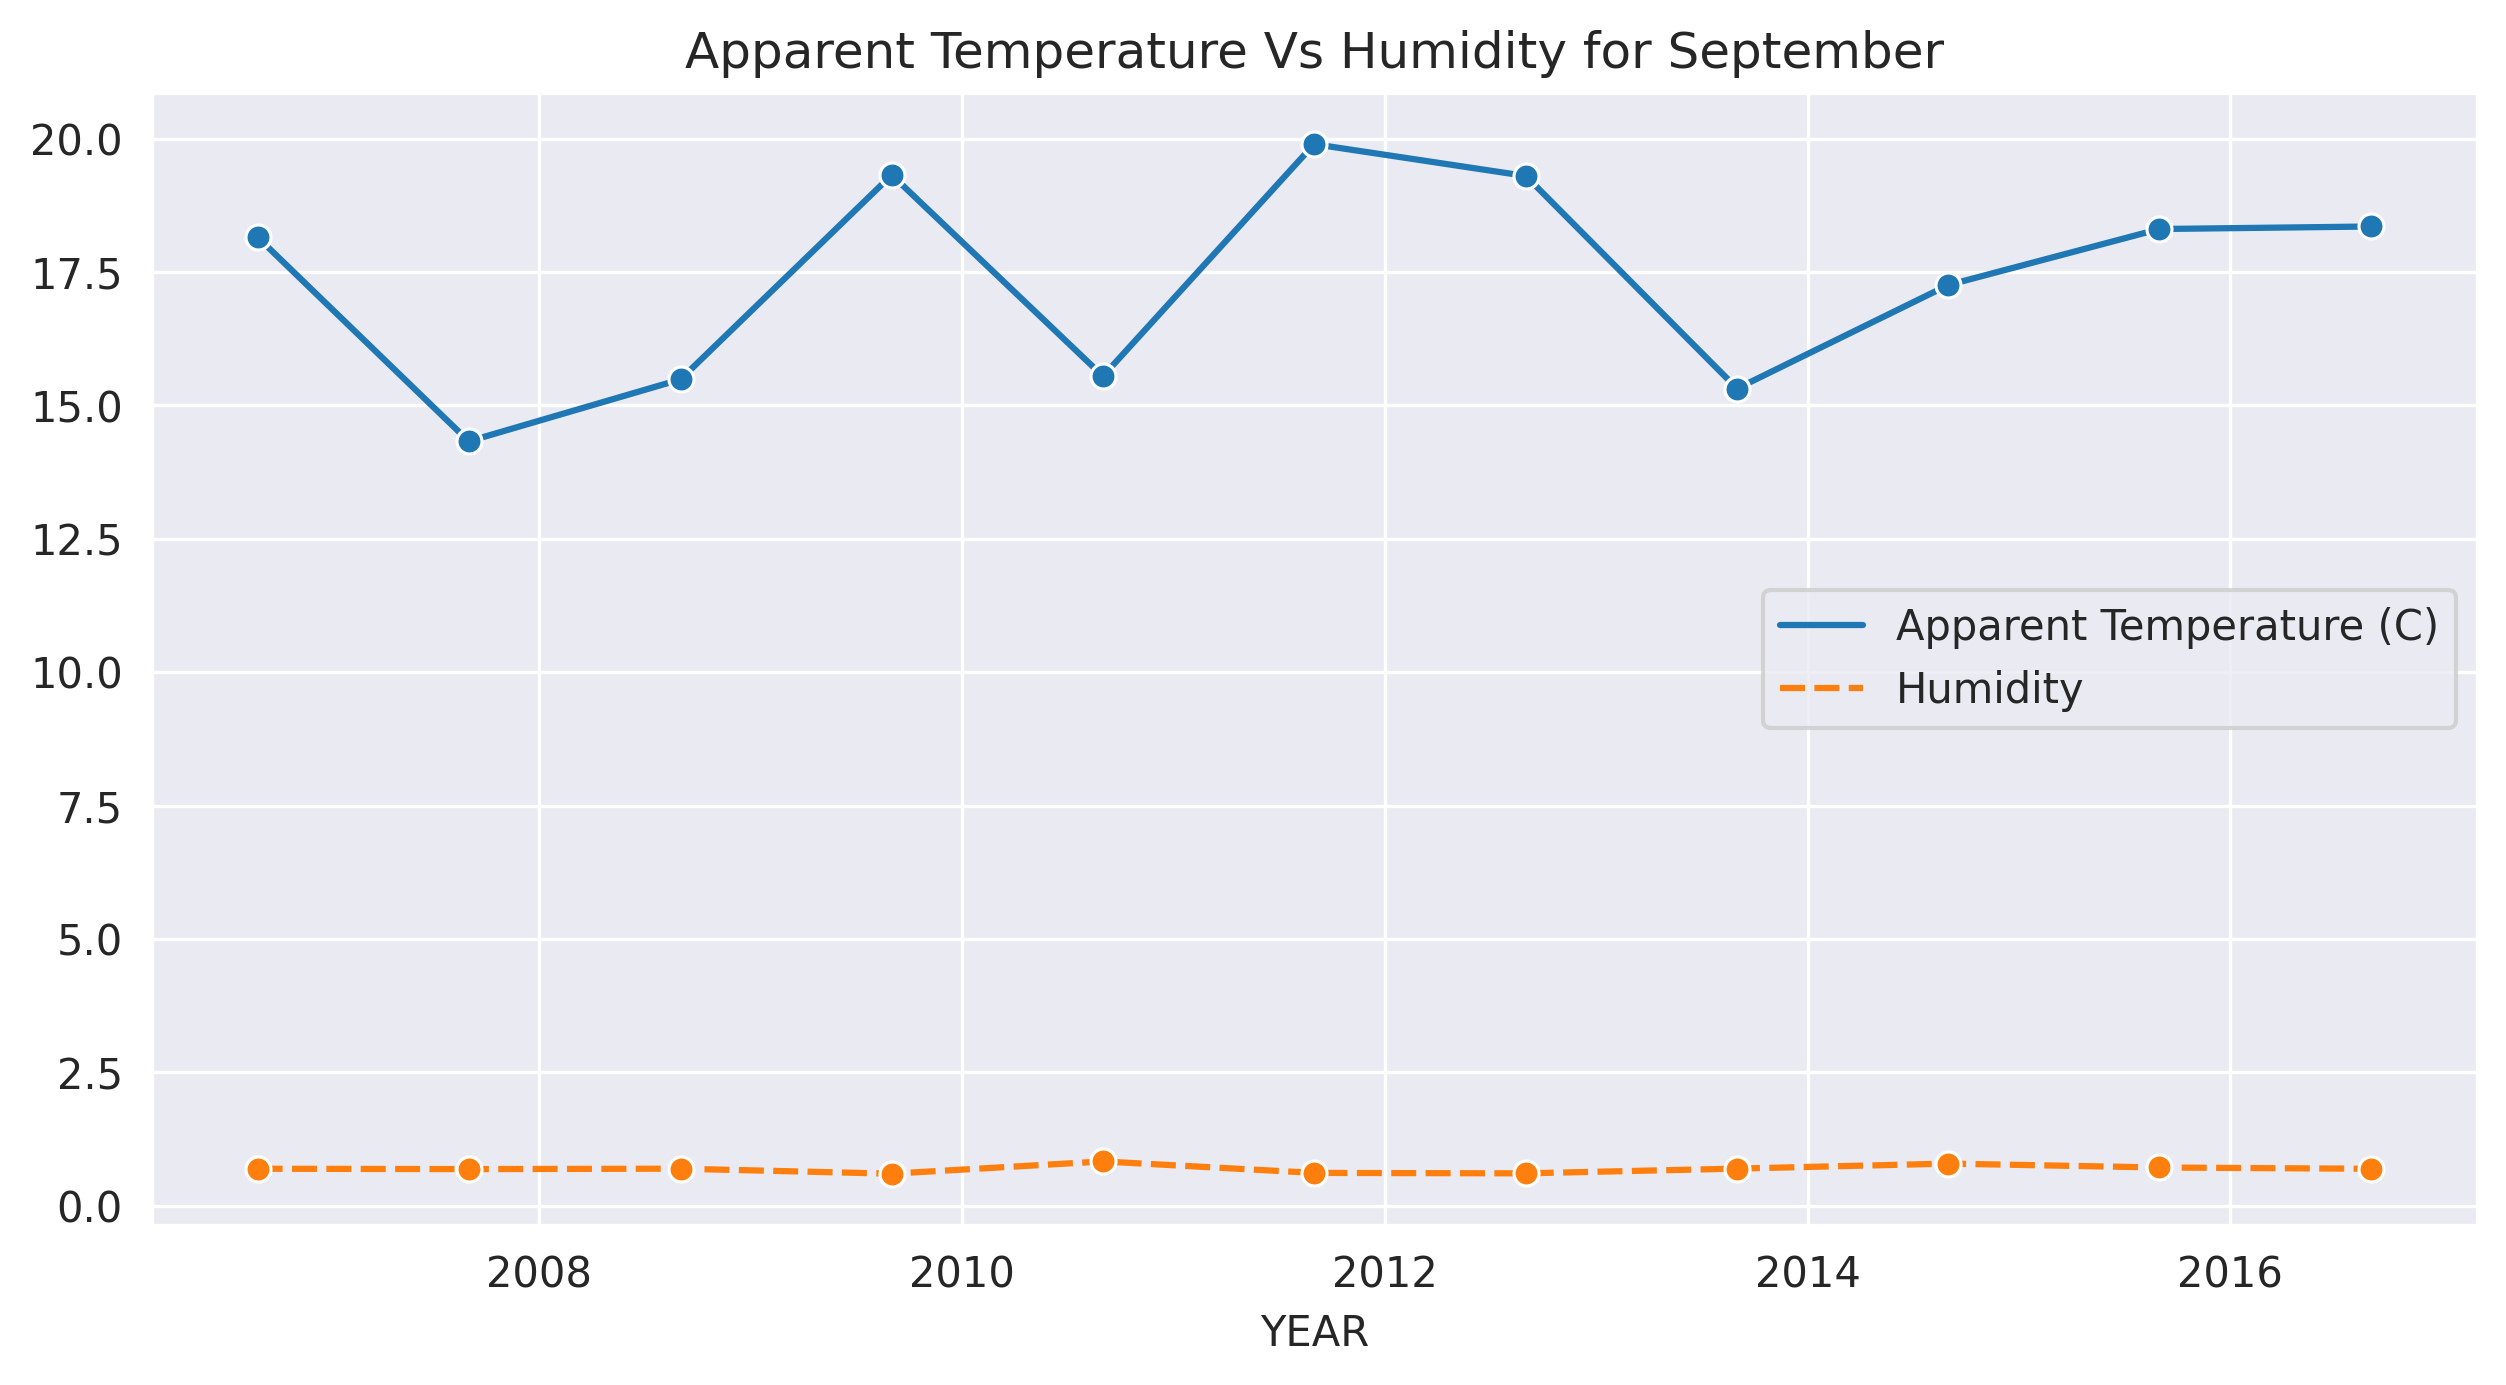 Apparent Temperature Vs Humidity for September
20.0
17.5
15.0
12.5
10.0
7.5
5.0
2.5
0.0
Apparent Temperature (C)
Humidity
2008 2010 2012 2014 2016
YEAR